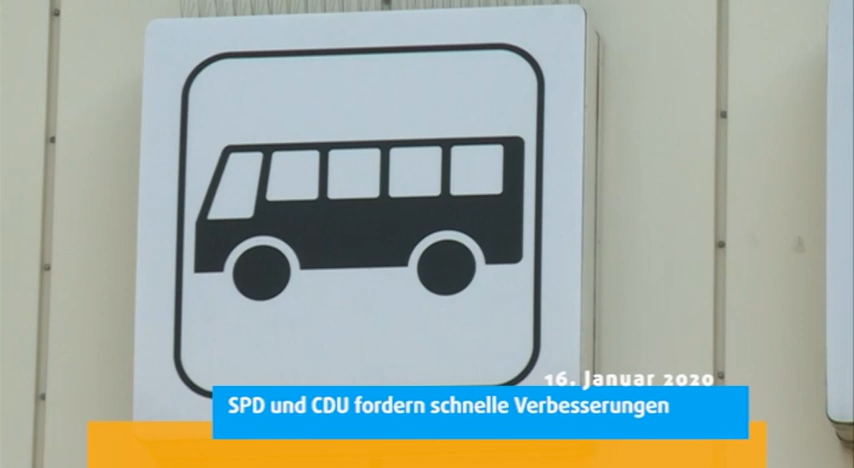 16. Januar 2020
SPD und CDU fordern schnelle Verbesserungen